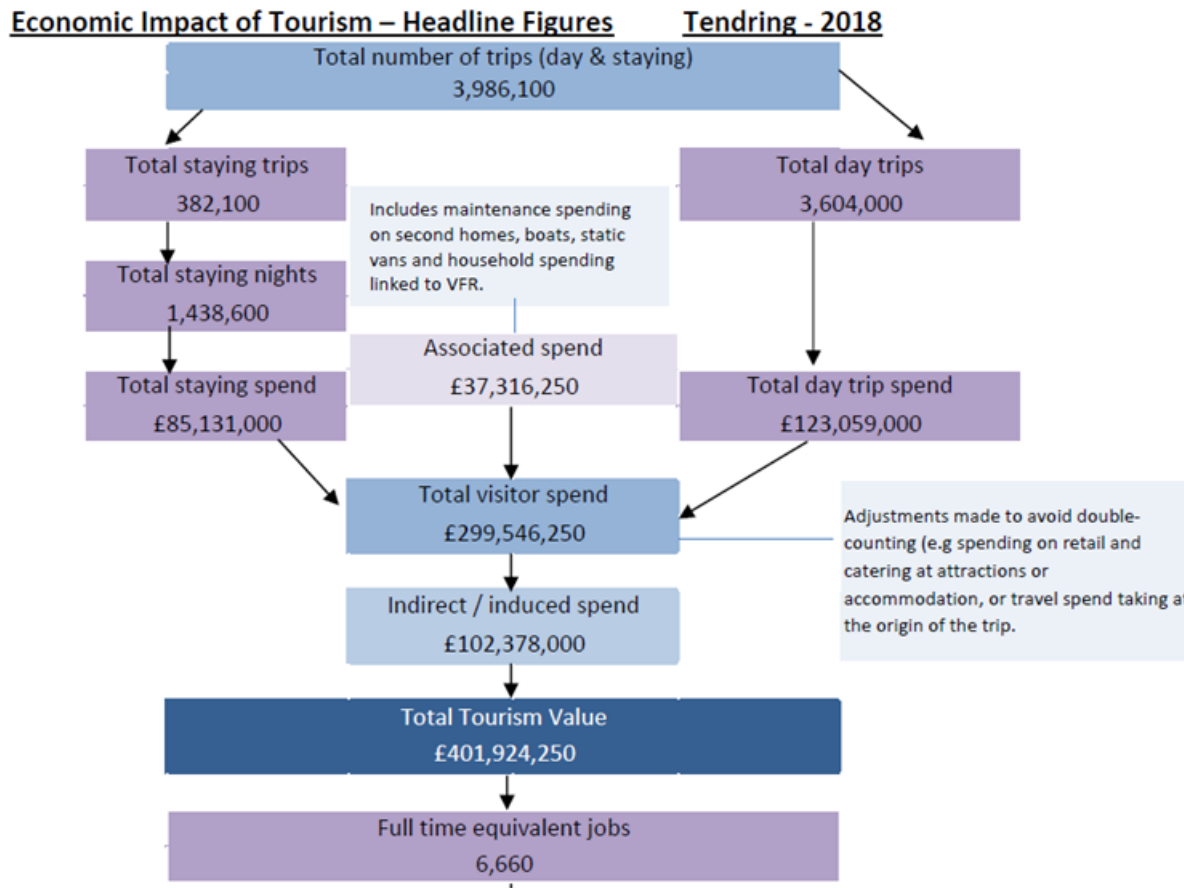 Economic Impact of Tourism – Headline Figures Tendring - 2018
Total number of trips (day & staying)
3,986,100
Total staying trips
382,100
Total day trips
3,604,000
Includes maintenance spending
on second homes, boats, static
vans and household spending
linked to VFR.
Total staying nights
1,438,600
Associated spend
£37,316,250
Total staying spend
£85,131,000
Total day trip spend
£123,059,000
Total visitor spend
£299,546,250
Adjustments made to avoid double-
counting (e.g spending on retail and
catering at attractions or
accommodation, or travel spend taking at
the origin of the trip.
Indirect / induced spend
£102,378,000
Total Tourism Value
£401,924,250
Full time equivalent jobs
6,660